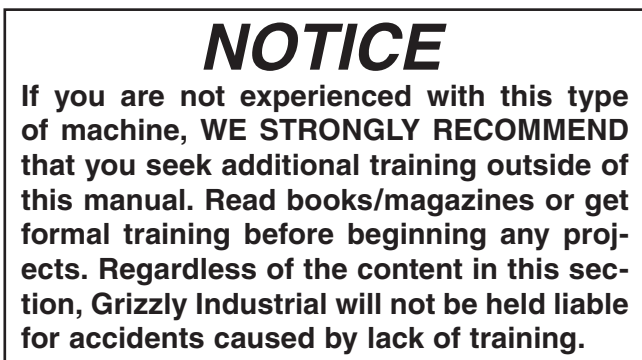 NOTICE
If you are not experienced with this type
of machine, WE STRONGLY RECOMMEND
that you seek additional training outside of
this manual. Read books/magazines or get
formal training before beginning any proj-
ects. Regardless of the content in this sec-
tion, Grizzly Industrial will not be held liable
for accidents caused by lack of training.